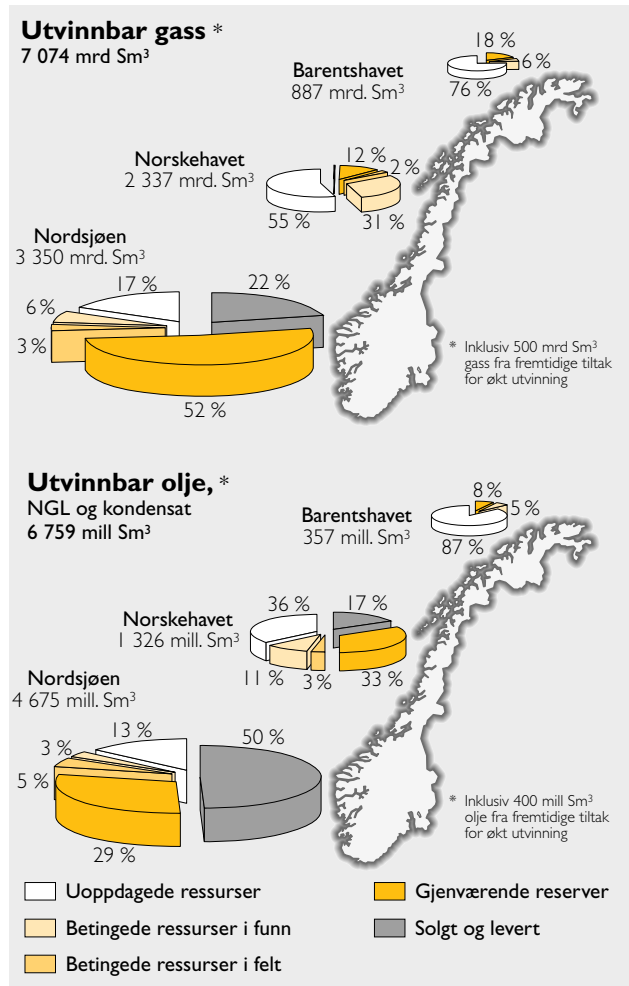 Utvinnbar gass *
7 074 mrd Sm³
18 %
6 %
76 %
Barentshavet
887 mrd. Sm³
12 %
2 %
31 %
55 %
Norskehavet
2 337 mrd. Sm³
Nordsjøen
3 350 mrd. Sm³
17 %
22 %
6 %
3 %
52 %
* Inklusiv 500 mrd Sm³
gass fra fremtidige tiltak
for økt utvinning
Utvinnbar olje, *
NGL og kondensat
6 759 mill Sm³
8 %
5 %
87 %
Barentshavet
357 mill. Sm³
36 %
17 %
Norskehavet
1 326 mill. Sm³
11 %
3 %
33 %
Nordsjøen
4 675 mill. Sm³
13 %
50 %
3 %
5 %
29 %
* Inklusiv 400 mill Sm³
olje fra fremtidige tiltak
for økt utvinning
Uoppdagede ressurser
Betingede ressurser i funn
Betingede ressurser i felt
Gjenværende reserver
Solgt og levert